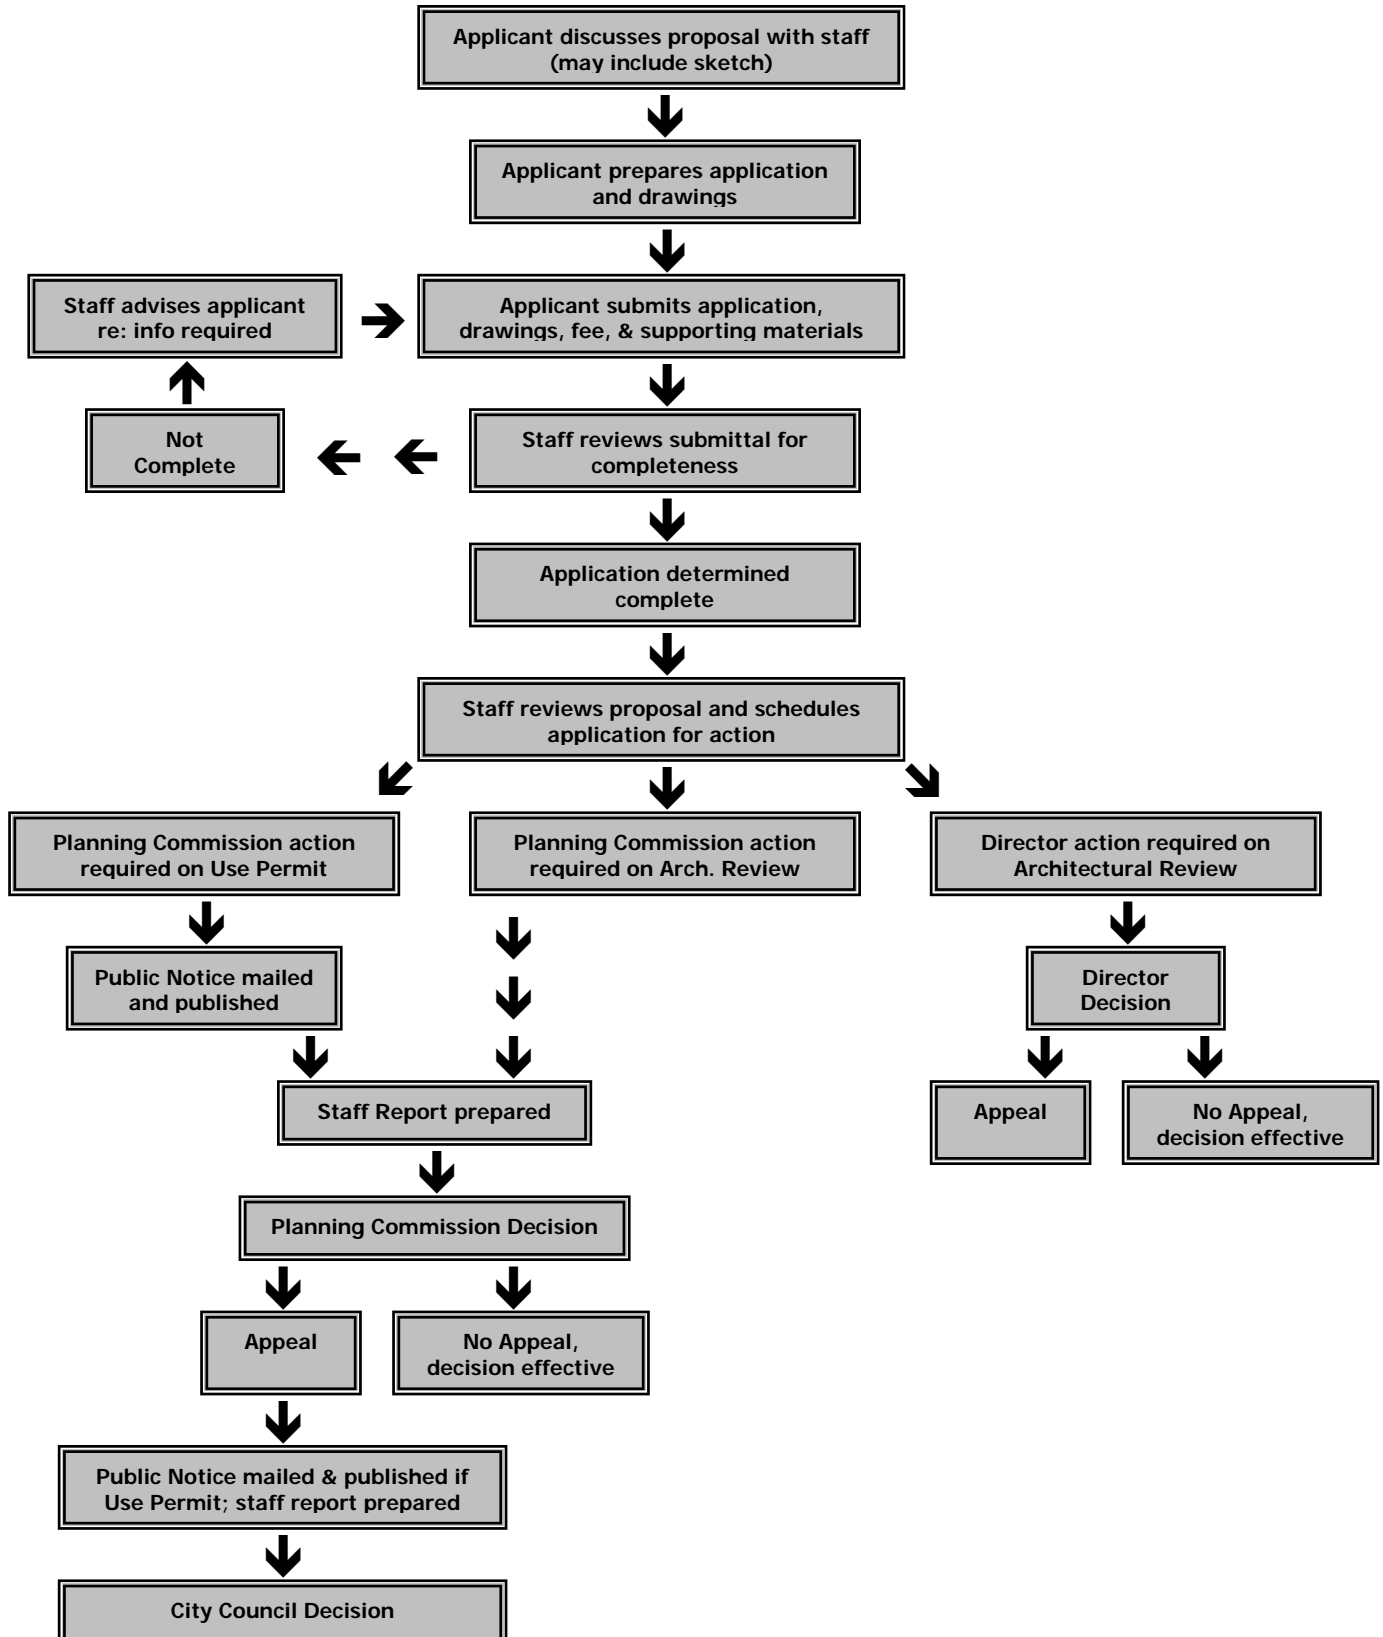 Applicant discusses proposal with staff
(may include sketch)
Applicant prepares application
and drawings
Staff advises applicant
re: info required
Applicant submits application,
drawings, fee, & supporting materials
Not
Complete
Staff reviews submittal for
completeness
Application determined
complete
Staff reviews proposal and schedules
application for action
Planning Commission action
required on Use Permit
Planning Commission action
required on Arch. Review
Director action required on
Architectural Review
Public Notice mailed
and published
Director
Decision
Staff Report prepared
Appeal
No Appeal,
decision effective
Planning Commission Decision
Appeal
No Appeal,
decision effective
Public Notice mailed & published if
Use Permit; staff report prepared
City Council Decision